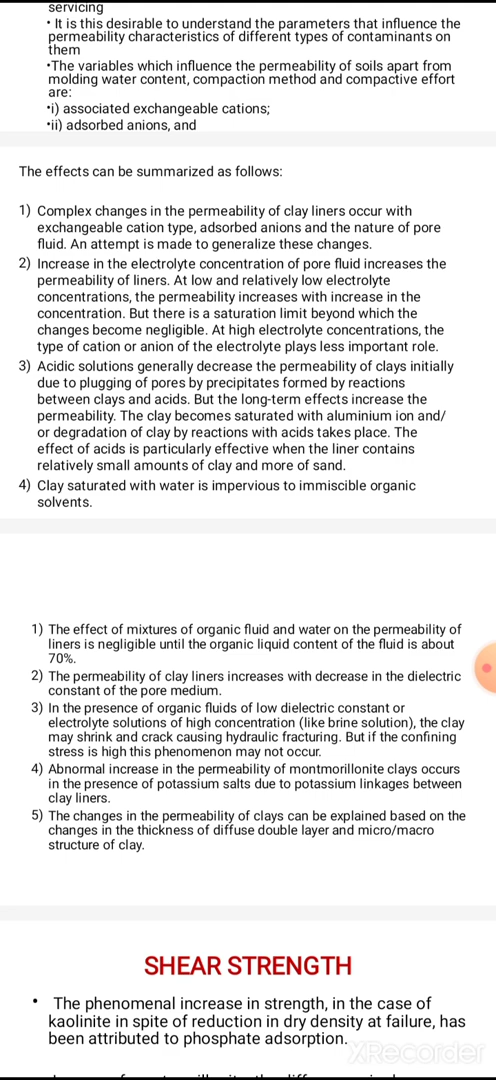 servicing
• It is this desirable to understand the parameters that influence the
permeability characteristics of different types of contaminants on
them
•The variables which influence the permeability of soils apart from
molding water content, compaction method and compactive effort
are:
•i) associated exchangeable cations;
•ii) adsorbed anions, and
The effects can be summarized as follows:
1) Complex changes in the permeability of clay liners occur with
exchangeable cation type, adsorbed anions and the nature of pore
fluid. An attempt is made to generalize these changes.
2) Increase in the electrolyte concentration of pore fluid increases the
permeability of liners. At low and relatively low electrolyte
concentrations, the permeability increases with increase in the
concentration. But there is a saturation limit beyond which the
changes become negligible. At high electrolyte concentrations, the
type of cation or anion of the electrolyte plays less important role.
3) Acidic solutions generally decrease the permeability of clays initially
due to plugging of pores by precipitates formed by reactions
between clays and acids. But the long-term effects increase the
permeability. The clay becomes saturated with aluminium ion and/
or degradation of clay by reactions with acids takes place. The
effect of acids is particularly effective when the liner contains
relatively small amounts of clay and more of sand.
4) Clay saturated with water is impervious to immiscible organic
solvents.
1) The effect of mixtures of organic fluid and water on the permeability of
liners is negligible until the organic liquid content of the fluid is about
70%.
2) The permeability of clay liners increases with decrease in the dielectric
constant of the pore medium.
3) In the presence of organic fluids of low dielectric constant or
electrolyte solutions of high concentration (like brine solution), the clay
may shrink and crack causing hydraulic fracturing. But if the confining
stress is high this phenomenon may not occur.
4) Abnormal increase in the permeability of montmorillonite clays occurs
in the presence of potassium salts due to potassium linkages between
clay liners.
5) The changes in the permeability of clays can be explained based on the
changes in the thickness of diffuse double layer and micro/macro
structure of clay.
SHEAR STRENGTH
• The phenomenal increase in strength, in the case of
kaolinite in spite of reduction in dry density at failure, has
been attributed to phosphate adsorption.
XRecorder